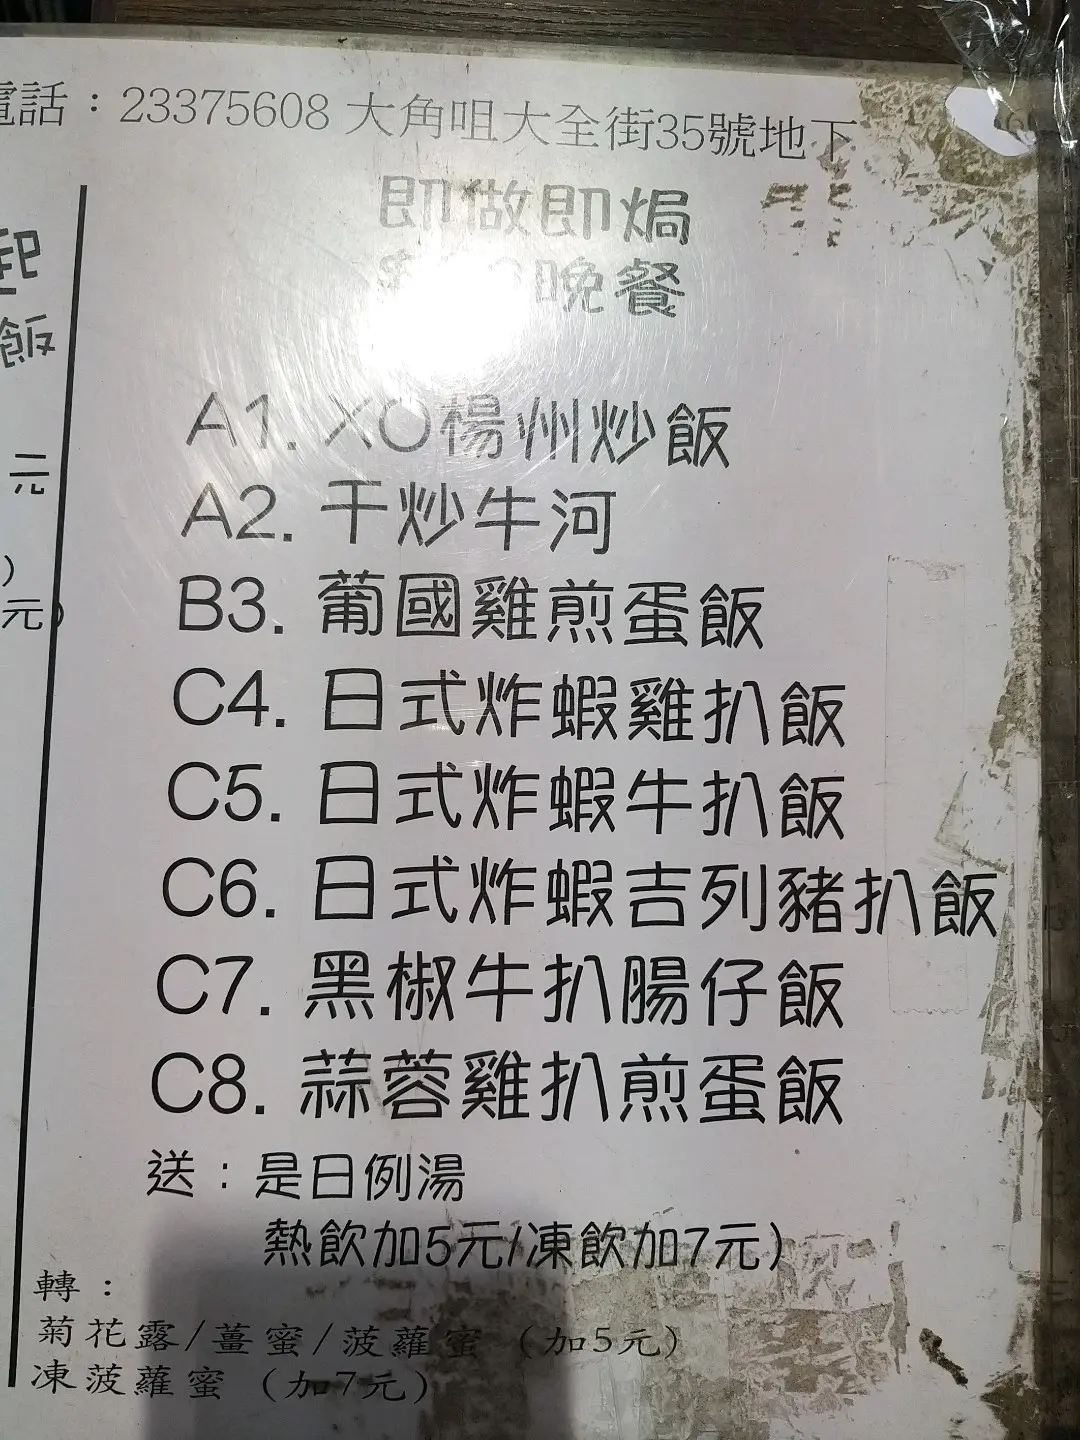 電話：23375608 大角咀大全街35號地下
即做即焗
晚餐
起
飯
元
)
元)
A1. XO楊州炒飯
A2. 干炒牛河
B3. 葡國雞煎蛋飯
C4. 日式炸蝦雞扒飯
C5. 日式炸蝦牛扒飯
C6. 日式炸蝦吉列豬扒飯
C7. 黑椒牛扒腸仔飯
C8. 蒜蓉雞扒煎蛋飯
送：是日例湯
熱飲加5元/凍飲加7元)
轉：
菊花露/薑蜜/菠蘿蜜 (加5元)
凍菠蘿蜜 (加7元)